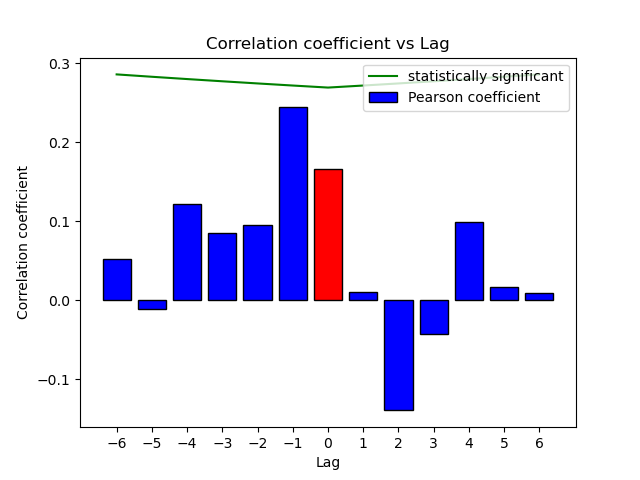 Correlation coefficient vs Lag
statistically significant
Pearson coefficient
Correlation coefficient
0.3
0.2
0.1
0.0
−0.1
−6 −5 −4 −3 −2 −1 0 1 2 3 4 5 6
Lag